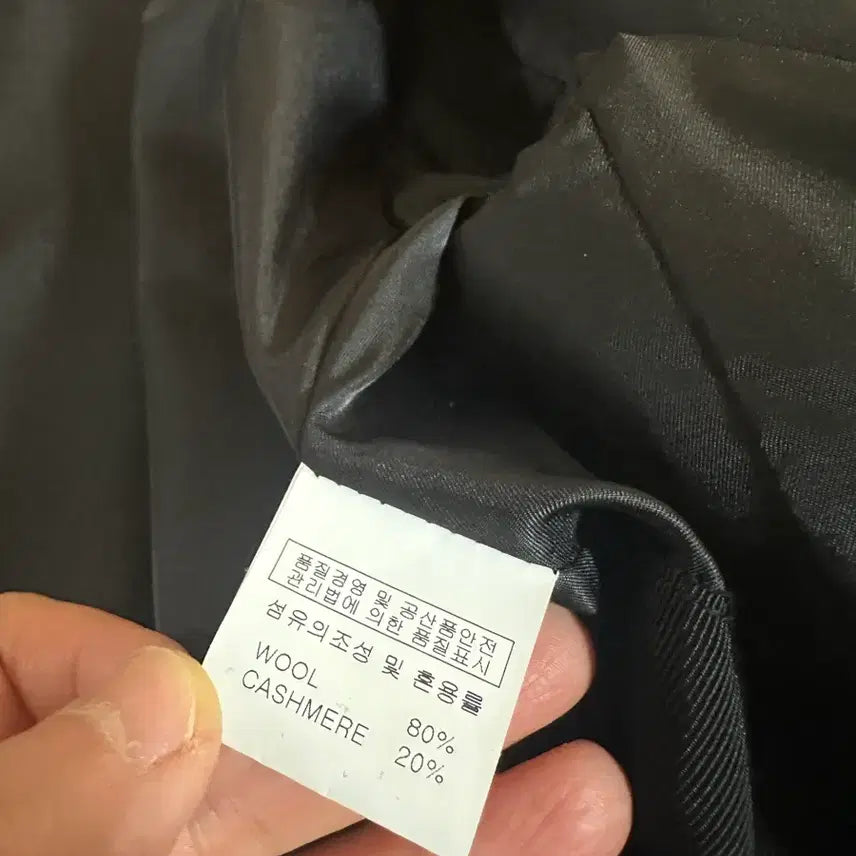 품질경영 및 공산품안전
관리법에 의한 품질표시
섬유의조성 및 혼용률
WOOL 80%
CASHMERE 20%